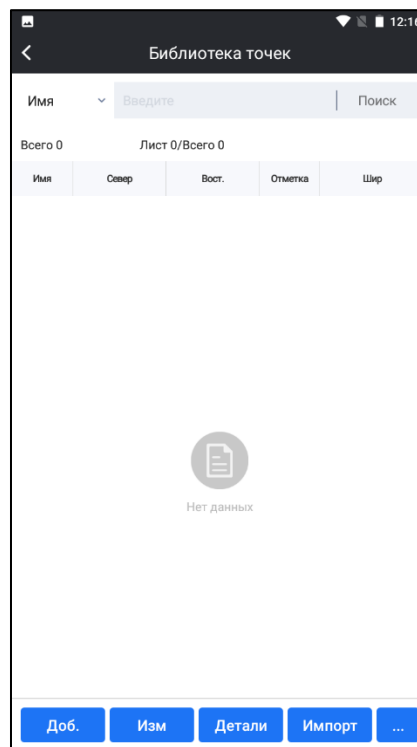 12:16
Библиотека точек
Имя Введите Поиск
Всего 0 Лист 0/Всего 0
Имя Север Вост. Отметка Шир
Нет данных
Доб. Изм Детали Импорт ...